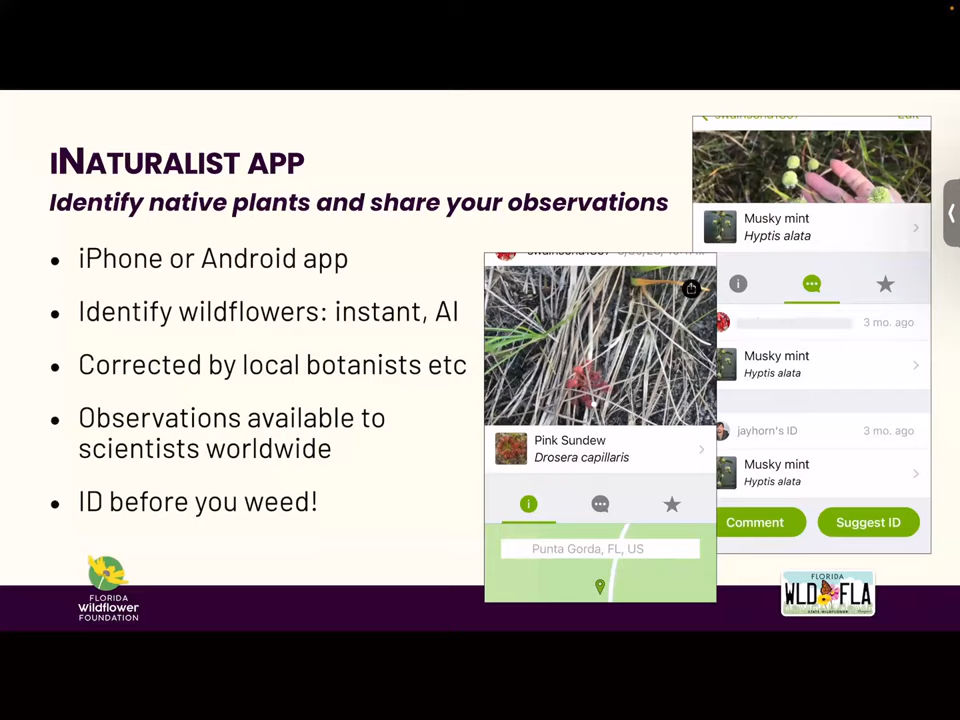 iNATURALIST APP
Identify native plants and share your observations
• iPhone or Android app
• Identify wildflowers: instant, AI
• Corrected by local botanists etc
• Observations available to
scientists worldwide
• ID before you weed!
Pink Sundew
Drosera capillaris
Punta Gorda, FL, US
Edit
Musky mint
Hyptis alata
3 mo. ago
Musky mint
Hyptis alata
jayhorn's ID
3 mo. ago
Musky mint
Hyptis alata
Comment
Suggest ID
FLORIDA
Wildflower
FOUNDATION
FLORIDA
WLD FLA
STATE WILDFLOWER